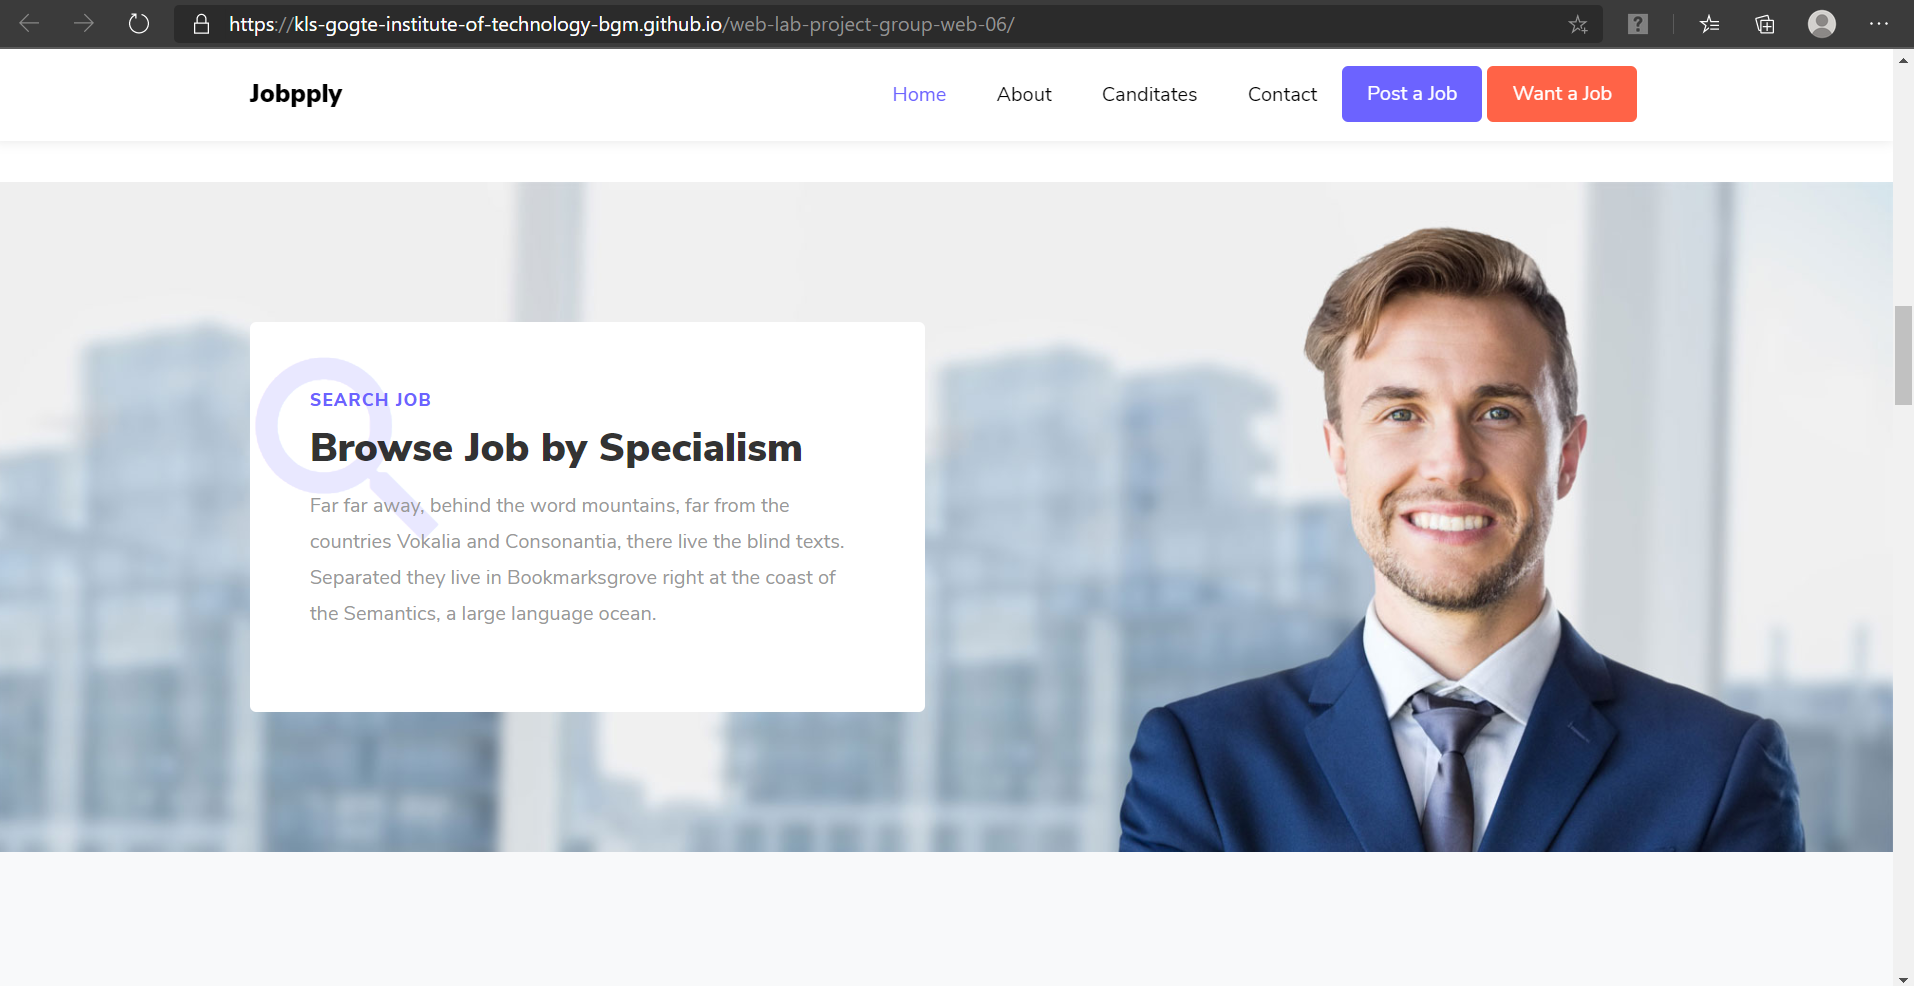 https://kls-gogte-institute-of-technology-bgm.github.io/web-lab-project-group-web-06/
Jobpply
Home About Canditates Contact Post a Job Want a Job
SEARCH JOB
Browse Job by Specialism
Far far away, behind the word mountains, far from the
countries Vokalia and Consonantia, there live the blind texts.
Separated they live in Bookmarksgrove right at the coast of
the Semantics, a large language ocean.